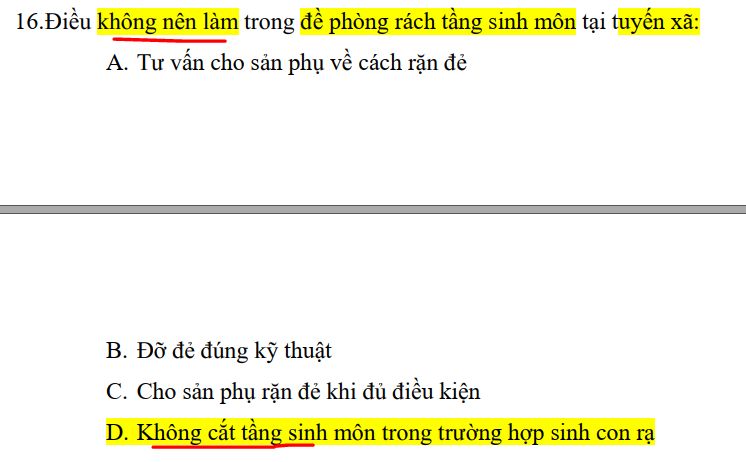 16.Điều không nên làm trong đề phòng rách tầng sinh môn tại tuyến xã:
A. Tư vấn cho sản phụ về cách rặn đẻ
B. Đỡ đẻ đúng kỹ thuật
C. Cho sản phụ rặn đẻ khi đủ điều kiện
D. Không cắt tầng sinh môn trong trường hợp sinh con rạ